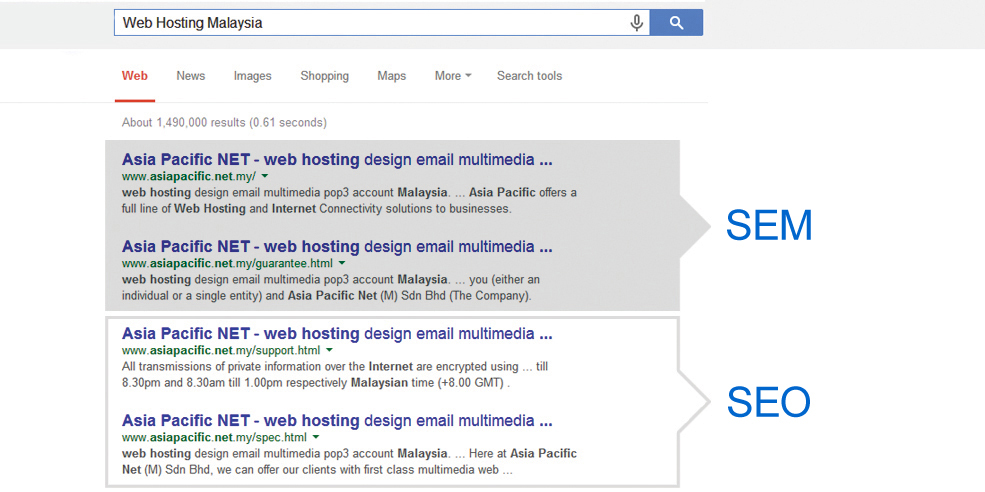 Web Hosting Malaysia
Web News Images Shopping Maps More Search tools
About 1,490,000 results (0.61 seconds)
Asia Pacific NET - web hosting design email multimedia ...
www.asiapacific.net.my/
web hosting design email multimedia pop3 account Malaysia. ... Asia Pacific offers a
full line of Web Hosting and Internet Connectivity solutions to businesses.
Asia Pacific NET - web hosting design email multimedia ...
www.asiapacific.net.my/guarantee.html
web hosting design email multimedia pop3 account Malaysia. ... you (either an
individual or a single entity) and Asia Pacific Net (M) Sdn Bhd (The Company).
SEM
Asia Pacific NET - web hosting design email multimedia ...
www.asiapacific.net.my/support.html
All transmissions of private information over the Internet are encrypted using ... till
8.30pm and 8.30am till 1.00pm respectively Malaysian time (+8.00 GMT) .
Asia Pacific NET - web hosting design email multimedia ...
www.asiapacific.net.my/spec.html
web hosting design email multimedia pop3 account Malaysia. ... Here at Asia Pacific
Net (M) Sdn Bhd, we can offer our clients with first class multimedia web ...
SEO